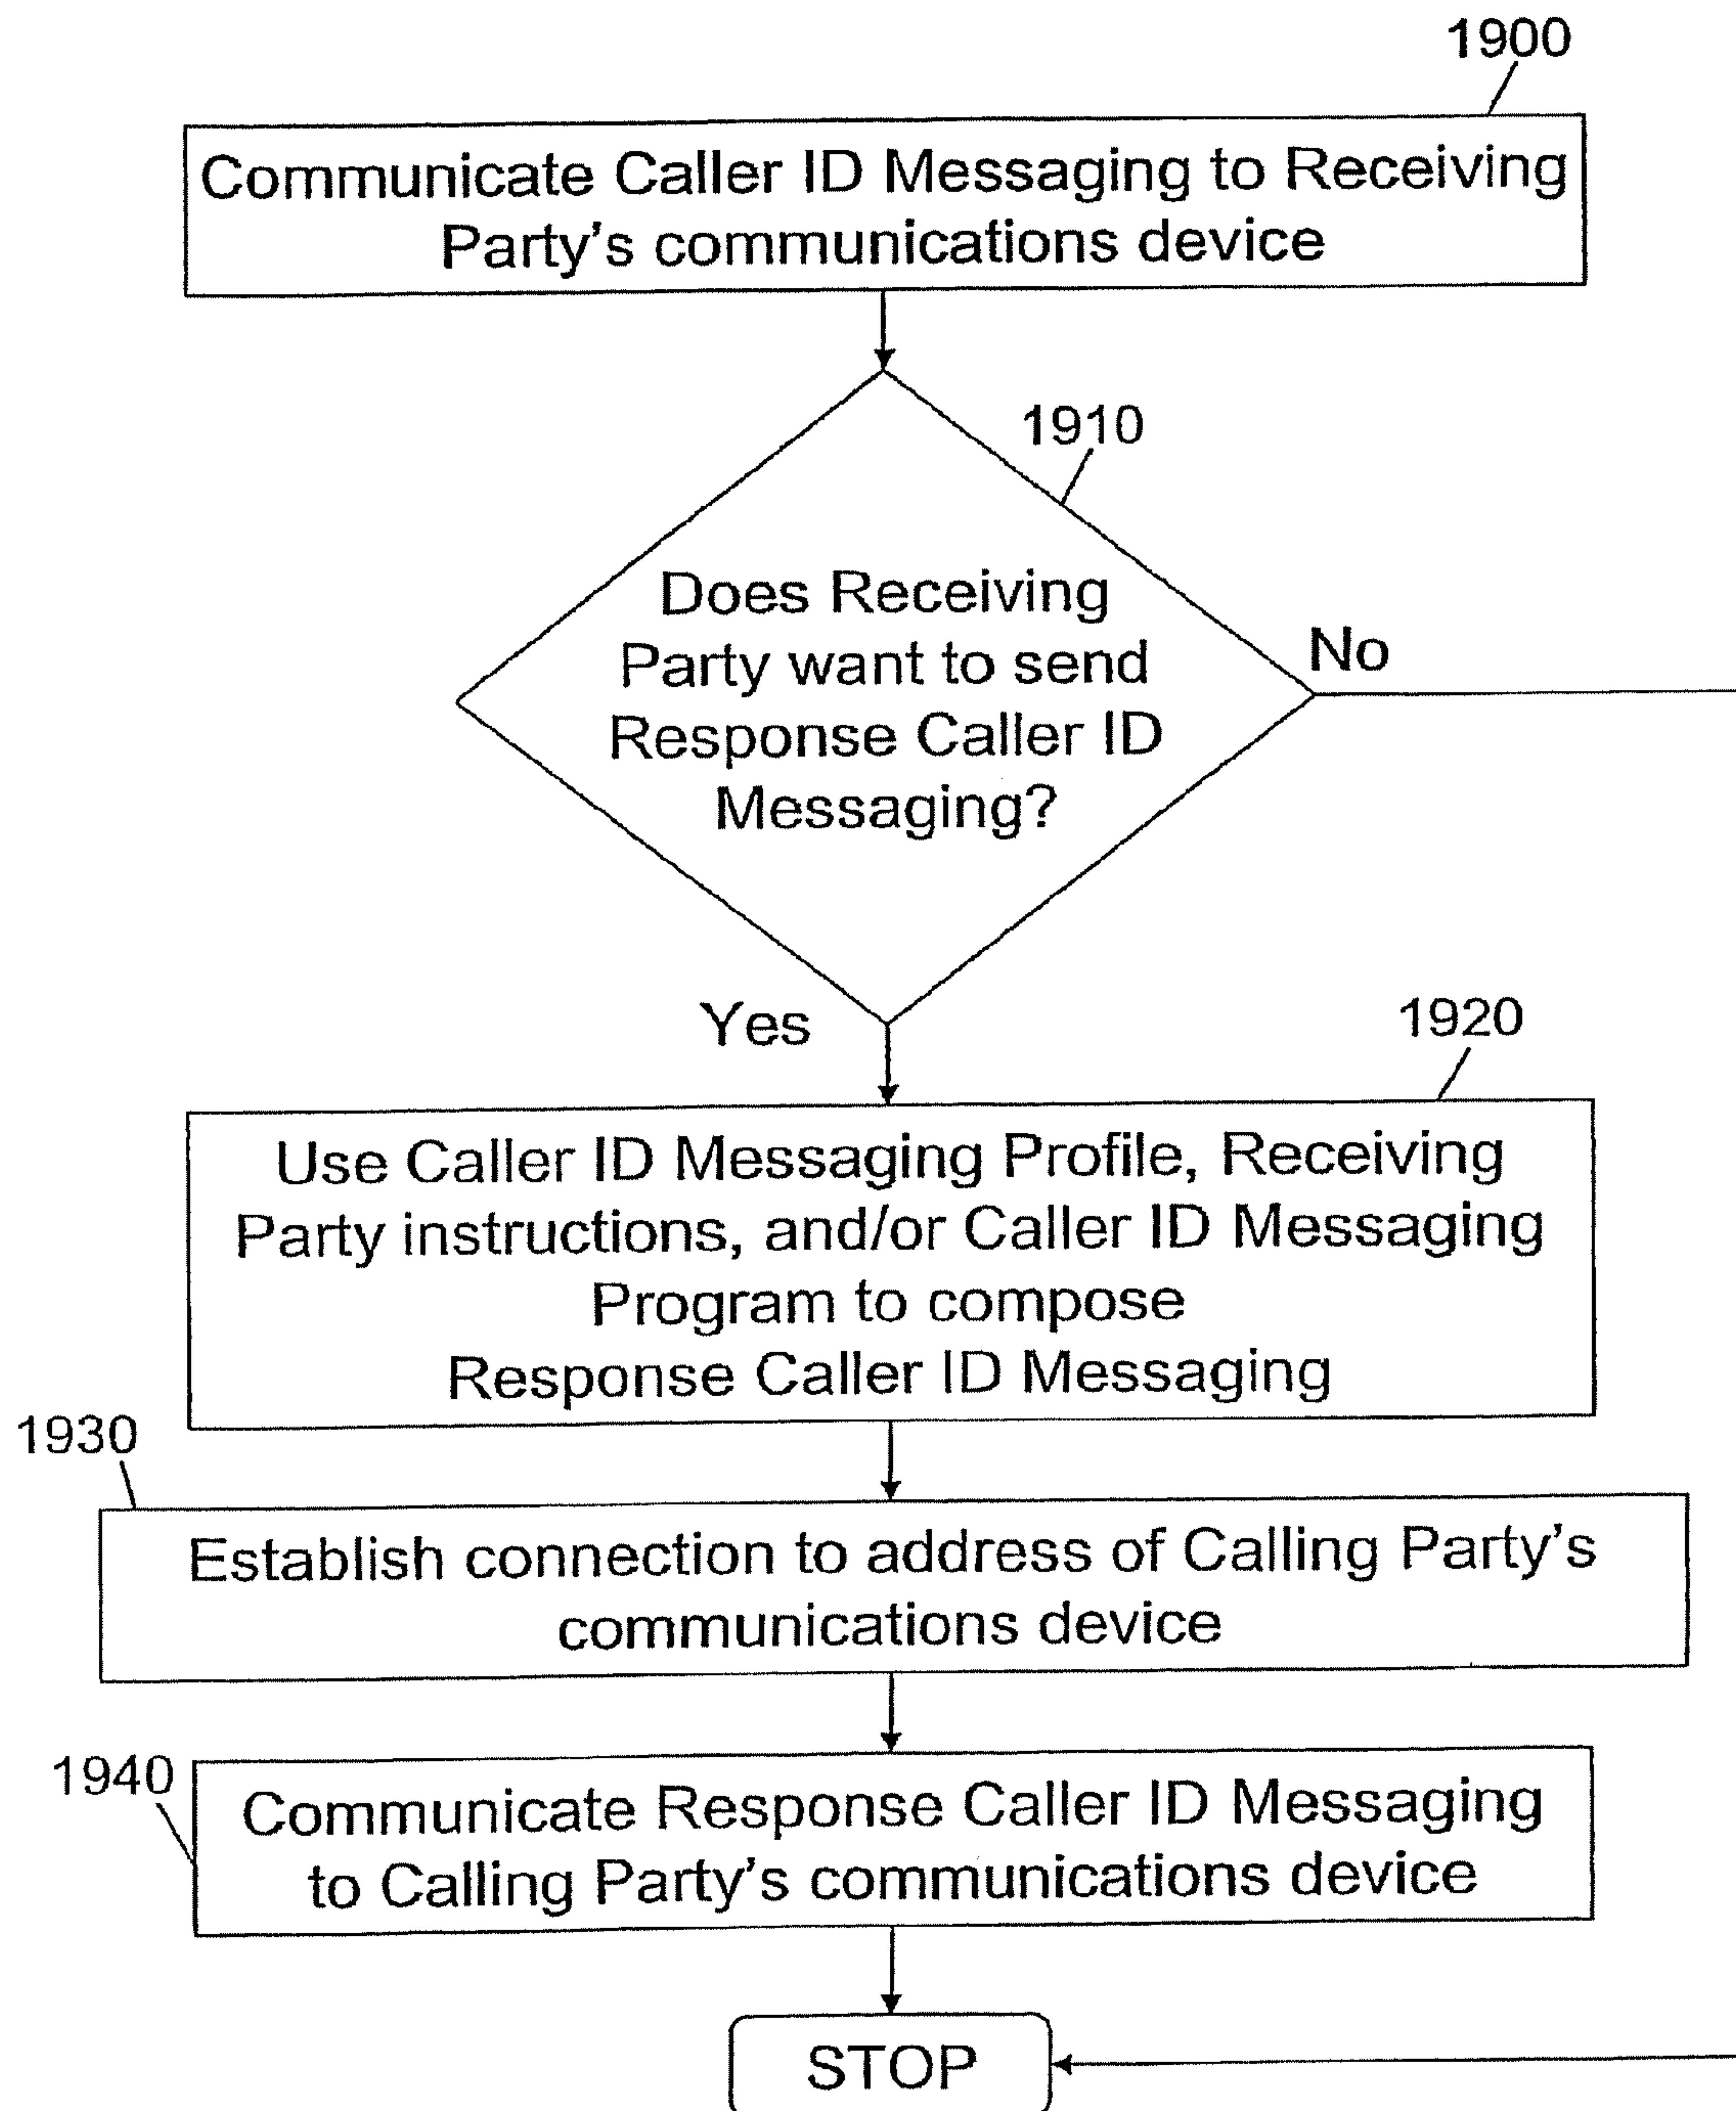 1900
Communicate Caller ID Messaging to Receiving
Party's communications device
1910
Does Receiving
Party want to send
Response Caller ID
Messaging?
No
Yes
1920
Use Caller ID Messaging Profile, Receiving
Party instructions, and/or Caller ID Messaging
Program to compose
Response Caller ID Messaging
1930
Establish connection to address of Calling Party's
communications device
1940
Communicate Response Caller ID Messaging
to Calling Party's communications device
STOP